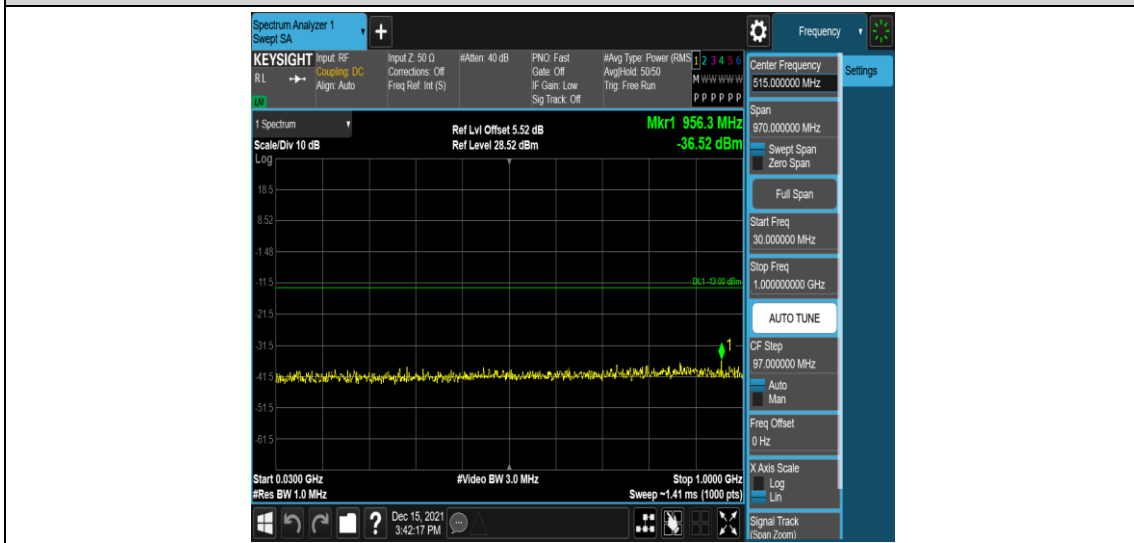 Spectrum Analyzer 1
Swept SA
+
Frequency
KEYSIGHT
RL
LXI
Input: RF
Coupling: DC
Align: Auto
Input Z: 50 Ω
Corrections: Off
Freq Ref: Int (S)
#Atten: 40 dB
PNO: Fast
Gate: Off
IF Gain: Low
Sig Track: Off
#Avg Type: Power (RMS
Avg|Hold: 50/50
Trig: Free Run
1 2 3 4 5 6
M W W W W W
P P P P P P
1 Spectrum
Scale/Div 10 dB
Log
Ref Lvl Offset 5.52 dB
Ref Level 28.52 dBm
Mkr1 956.3 MHz
-36.52 dBm
18.5
8.52
-1.48
-11.5
DL1 -13.00 dBm
-21.5
-31.5
1
-41.5
-51.5
-61.5
Start 0.0300 GHz
#Res BW 1.0 MHz
#Video BW 3.0 MHz
Stop 1.0000 GHz
Sweep ~1.41 ms (1000 pts)
Center Frequency
515.000000 MHz
Settings
Span
970.000000 MHz
Swept Span
Zero Span
Full Span
Start Freq
30.000000 MHz
Stop Freq
1.000000000 GHz
AUTO TUNE
CF Step
97.000000 MHz
Auto
Man
Freq Offset
0 Hz
X Axis Scale
Log
Lin
Signal Track
(Span Zoom)
?
Dec 15, 2021
3:42:17 PM